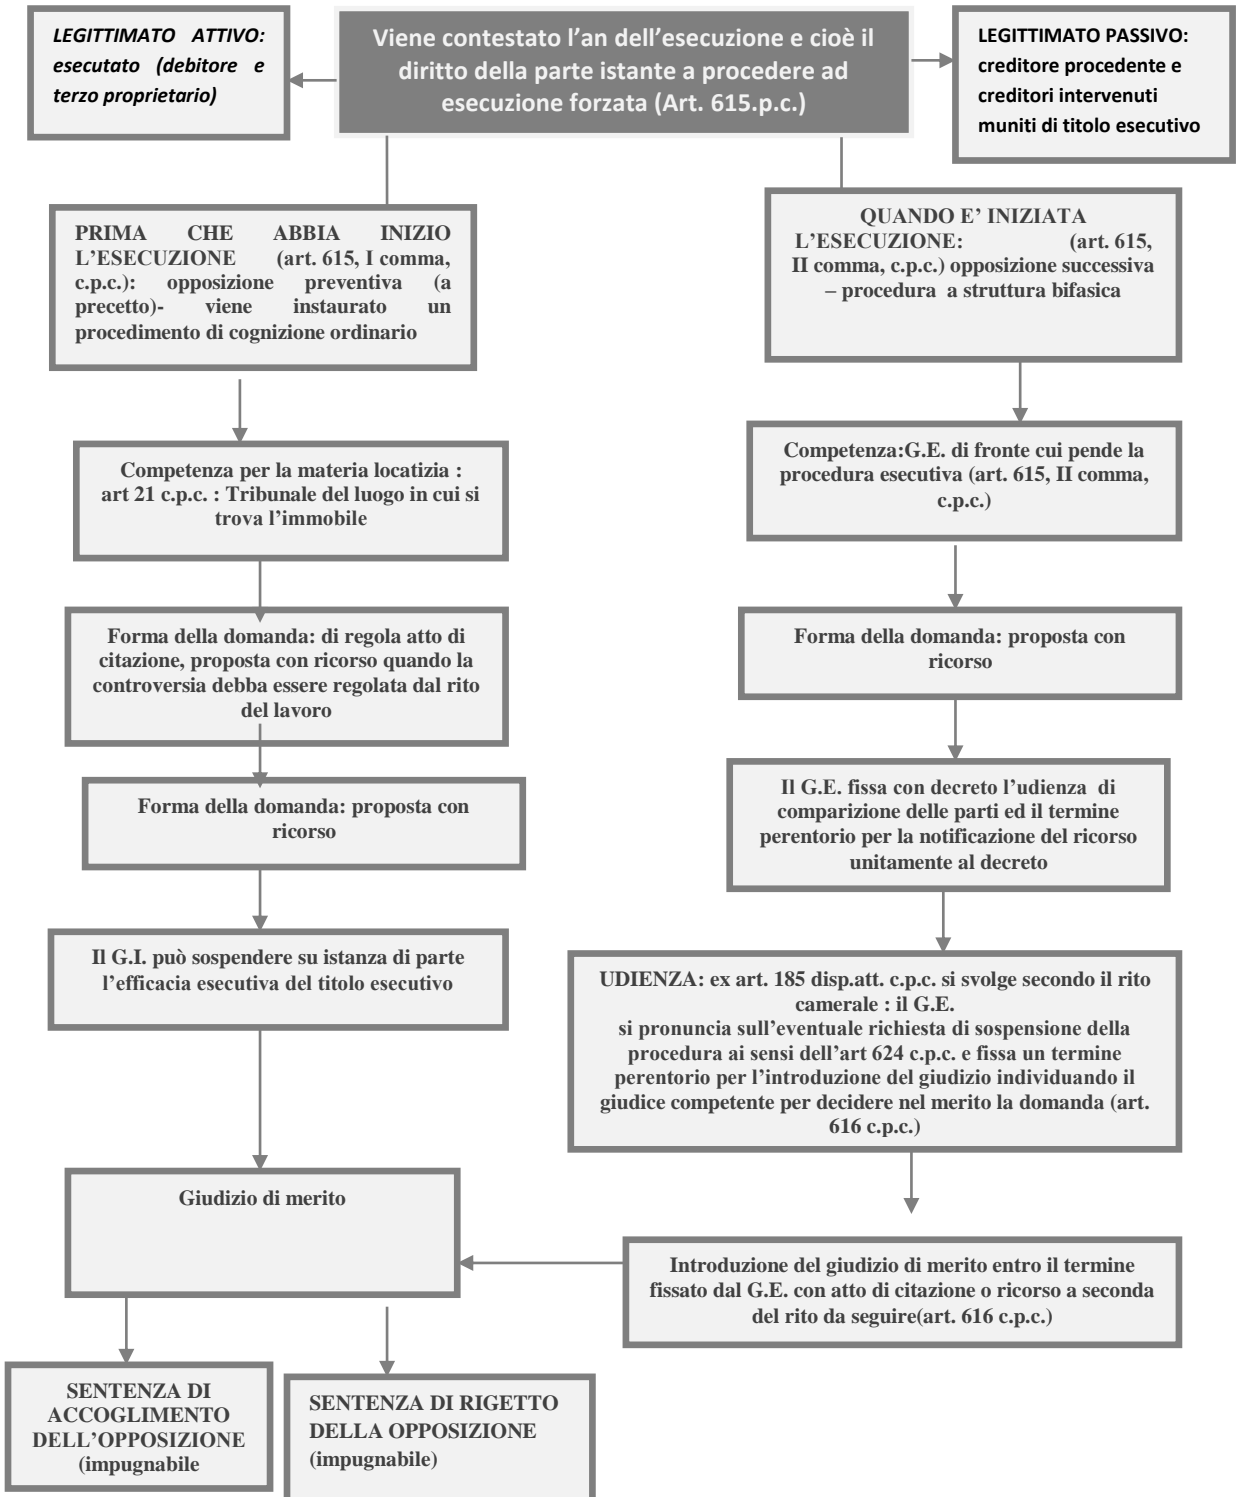 LEGITTIMATO ATTIVO:
esecutato (debitore e
terzo proprietario)
Viene contestato l’an dell’esecuzione e cioè il
diritto della parte istante a procedere ad
esecuzione forzata (Art. 615.p.c.)
LEGITTIMATO PASSIVO:
creditore procedente e
creditori intervenuti
muniti di titolo esecutivo
PRIMA CHE ABBIA INIZIO
L’ESECUZIONE (art. 615, I comma,
c.p.c.): opposizione preventiva (a
precetto)- viene instaurato un
procedimento di cognizione ordinario
Competenza per la materia locatizia :
art 21 c.p.c. : Tribunale del luogo in cui si
trova l’immobile
Forma della domanda: di regola atto di
citazione, proposta con ricorso quando la
controversia debba essere regolata dal rito
del lavoro
Forma della domanda: proposta con
ricorso
Il G.I. può sospendere su istanza di parte
l’efficacia esecutiva del titolo esecutivo
QUANDO E’ INIZIATA
L’ESECUZIONE: (art. 615,
II comma, c.p.c.) opposizione successiva
– procedura a struttura bifasica
Competenza:G.E. di fronte cui pende la
procedura esecutiva (art. 615, II comma,
c.p.c.)
Forma della domanda: proposta con
ricorso
Il G.E. fissa con decreto l’udienza di
comparizione delle parti ed il termine
perentorio per la notificazione del ricorso
unitamente al decreto
UDIENZA: ex art. 185 disp.att. c.p.c. si svolge secondo il rito
camerale : il G.E.
si pronuncia sull’eventuale richiesta di sospensione della
procedura ai sensi dell’art 624 c.p.c. e fissa un termine
perentorio per l’introduzione del giudizio individuando il
giudice competente per decidere nel merito la domanda (art.
616 c.p.c.)
Introduzione del giudizio di merito entro il termine
fissato dal G.E. con atto di citazione o ricorso a seconda
del rito da seguire(art. 616 c.p.c.)
Giudizio di merito
SENTENZA DI
ACCOGLIMENTO
DELL’OPPOSIZIONE
(impugnabile
SENTENZA DI RIGETTO
DELLA OPPOSIZIONE
(impugnabile)